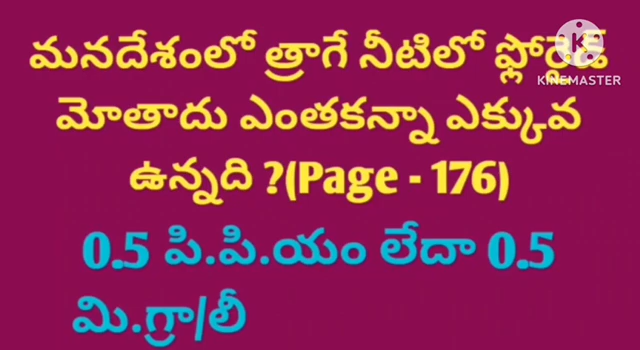 మనదేశంలో త్రాగే నీటిలో ఫ్లోరైడ్
KINEMASTER
మోతాదు ఎంతకన్నా ఎక్కువ
ఉన్నది ?(Page - 176)
0.5 పి.పి.యం లేదా 0.5
మి.గ్రా/లీ